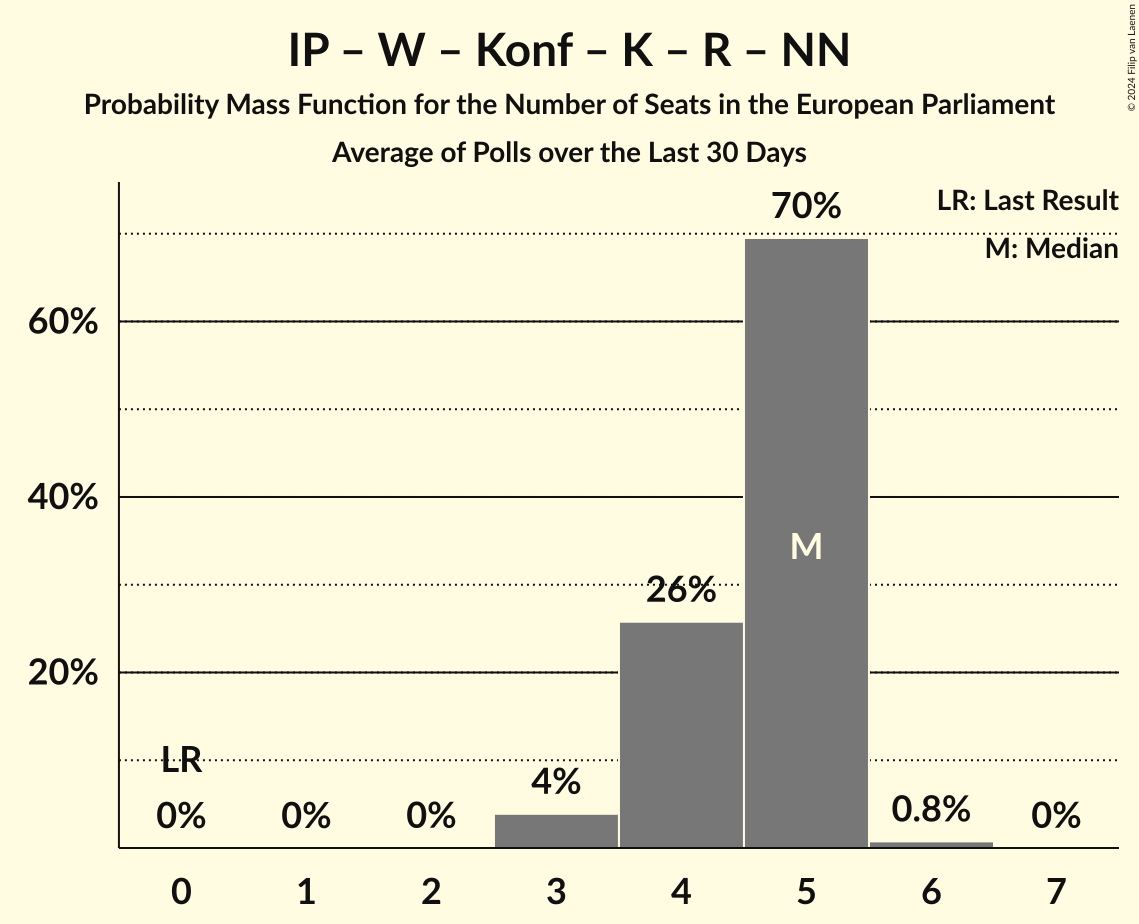 IP – W – Konf – K – R – NN
Probability Mass Function for the Number of Seats in the European Parliament
Average of Polls over the Last 30 Days
© 2024 Filip van Laenen
LR: Last Result
M: Median
70%
60%
40%
M
26%
20%
LR
4%
0% 0% 0% 0.8% 0%
0 1 2 3 4 5 6 7